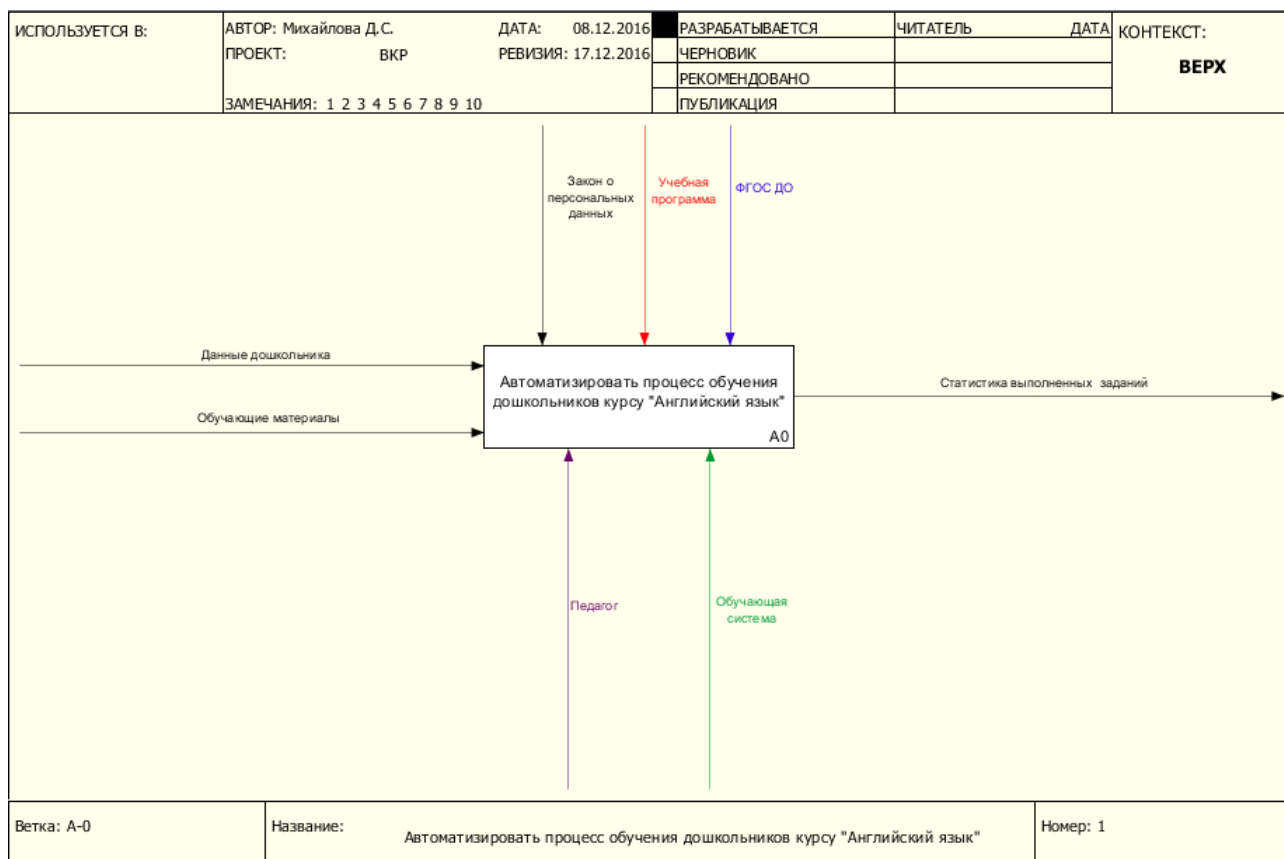 ИСПОЛЬЗУЕТСЯ В:
АВТОР: Михайлова Д.С.
ДАТА: 08.12.2016
РАЗРАБАТЫВАЕТСЯ
ЧИТАТЕЛЬ
ДАТА
КОНТЕКСТ:
ПРОЕКТ: ВКР
РЕВИЗИЯ: 17.12.2016
ЧЕРНОВИК
ВЕРХ
РЕКОМЕНДОВАНО
ЗАМЕЧАНИЯ: 1 2 3 4 5 6 7 8 9 10
ПУБЛИКАЦИЯ
Закон о
персональных
данных
Учебная
программа
ФГОС ДО
Данные дошкольника
Обучающие материалы
Автоматизировать процесс обучения
дошкольников курсу "Английский язык"
A0
Статистика выполненных заданий
Педагог
Обучающая
система
Ветка: A-0
Название:
Автоматизировать процесс обучения дошкольников курсу "Английский язык"
Номер: 1